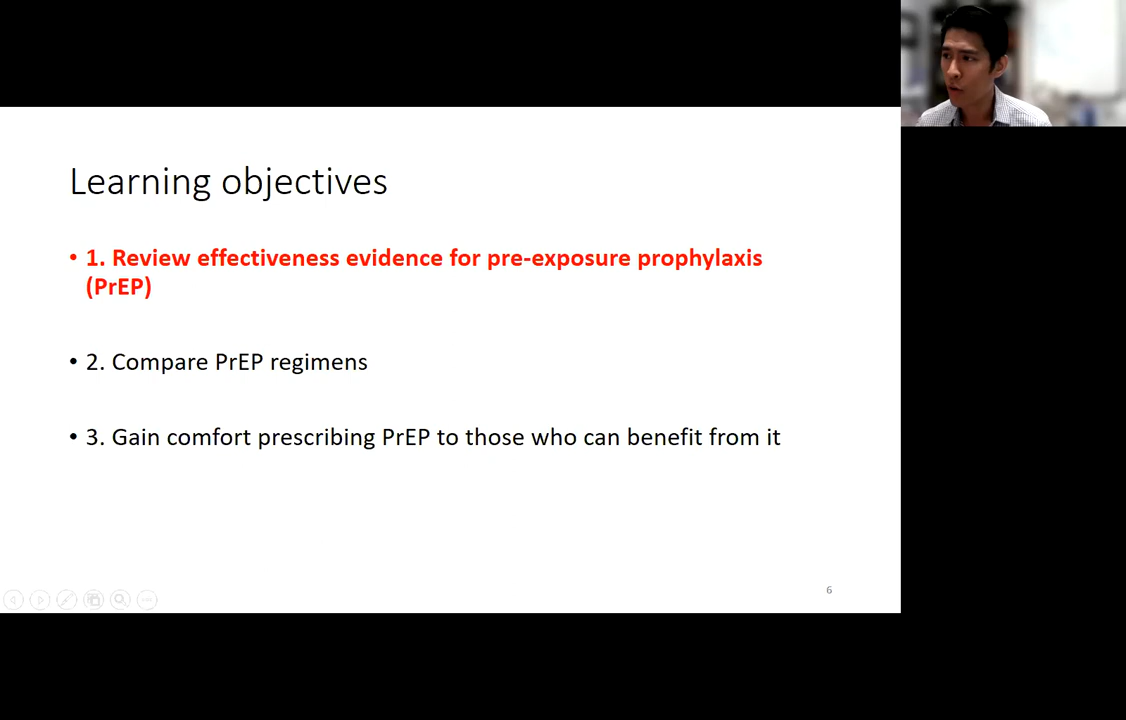 Learning objectives
• 1. Review effectiveness evidence for pre-exposure prophylaxis
(PrEP)
• 2. Compare PrEP regimens
• 3. Gain comfort prescribing PrEP to those who can benefit from it
6